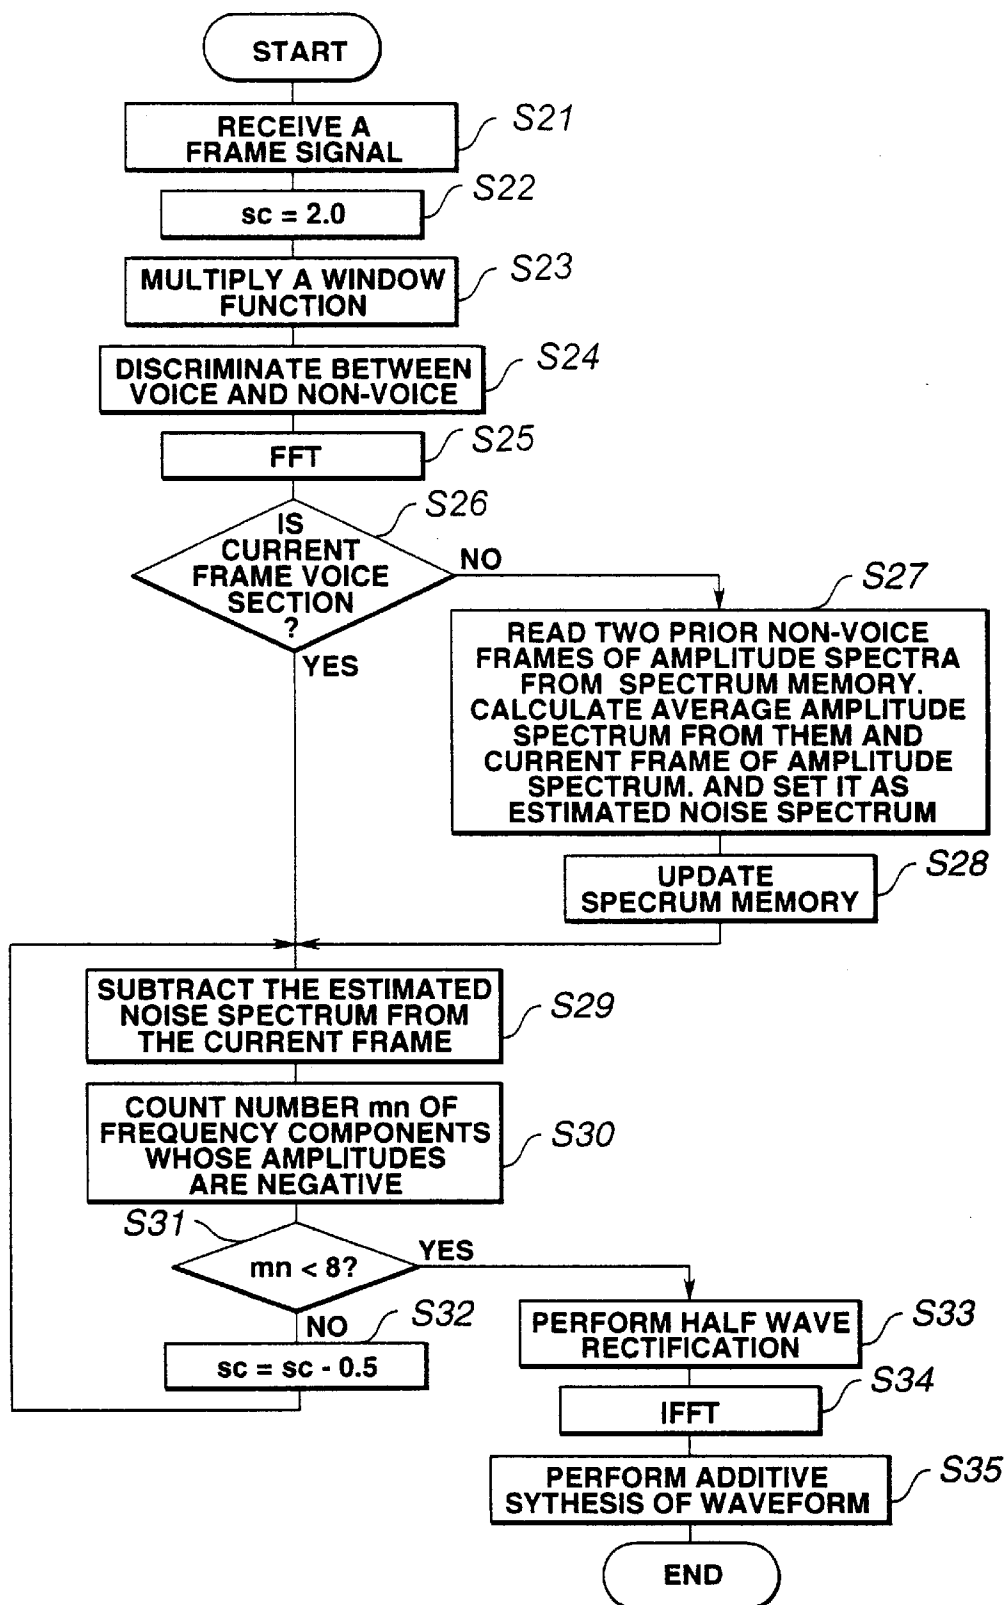 START
RECEIVE A
FRAME SIGNAL
S21
sc = 2.0
S22
MULTIPLY A WINDOW
FUNCTION
S23
DISCRIMINATE BETWEEN
VOICE AND NON-VOICE
S24
FFT
S25
IS
CURRENT
FRAME VOICE
SECTION
?
S26
NO
YES
READ TWO PRIOR NON-VOICE
FRAMES OF AMPLITUDE SPECTRA
FROM SPECTRUM MEMORY.
CALCULATE AVERAGE AMPLITUDE
SPECTRUM FROM THEM AND
CURRENT FRAME OF AMPLITUDE
SPECTRUM. AND SET IT AS
ESTIMATED NOISE SPECTRUM
S27
UPDATE
SPECRUM MEMORY
S28
SUBTRACT THE ESTIMATED
NOISE SPECTRUM FROM
THE CURRENT FRAME
S29
COUNT NUMBER mn OF
FREQUENCY COMPONENTS
WHOSE AMPLITUDES
ARE NEGATIVE
S30
S31
mn < 8?
YES
NO
S32
sc = sc - 0.5
PERFORM HALF WAVE
RECTIFICATION
S33
IFFT
S34
PERFORM ADDITIVE
SYTHESIS OF WAVEFORM
S35
END